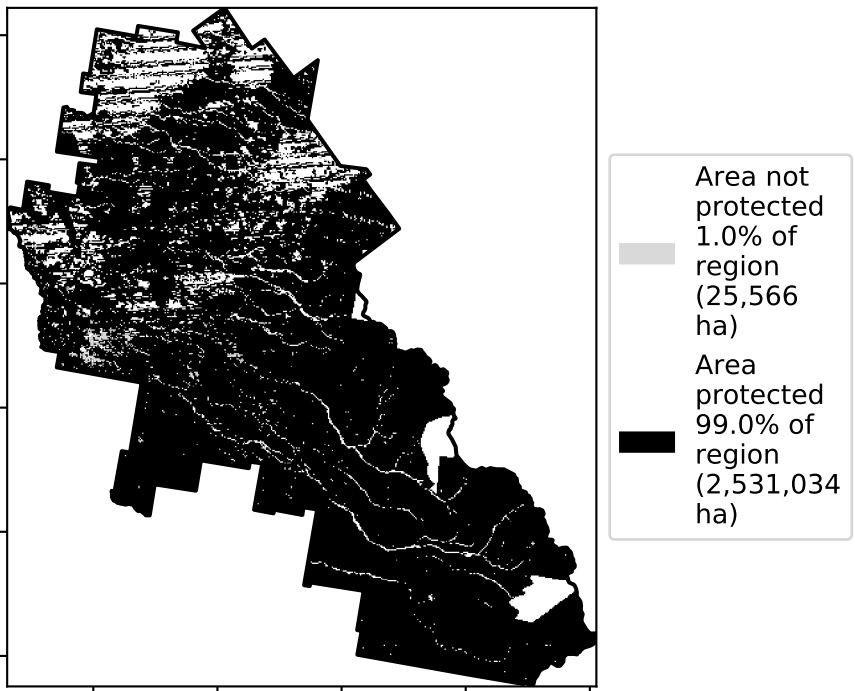 Area not
protected
1.0% of
region
(25,566
ha)
Area
protected
99.0% of
region
(2,531,034
ha)